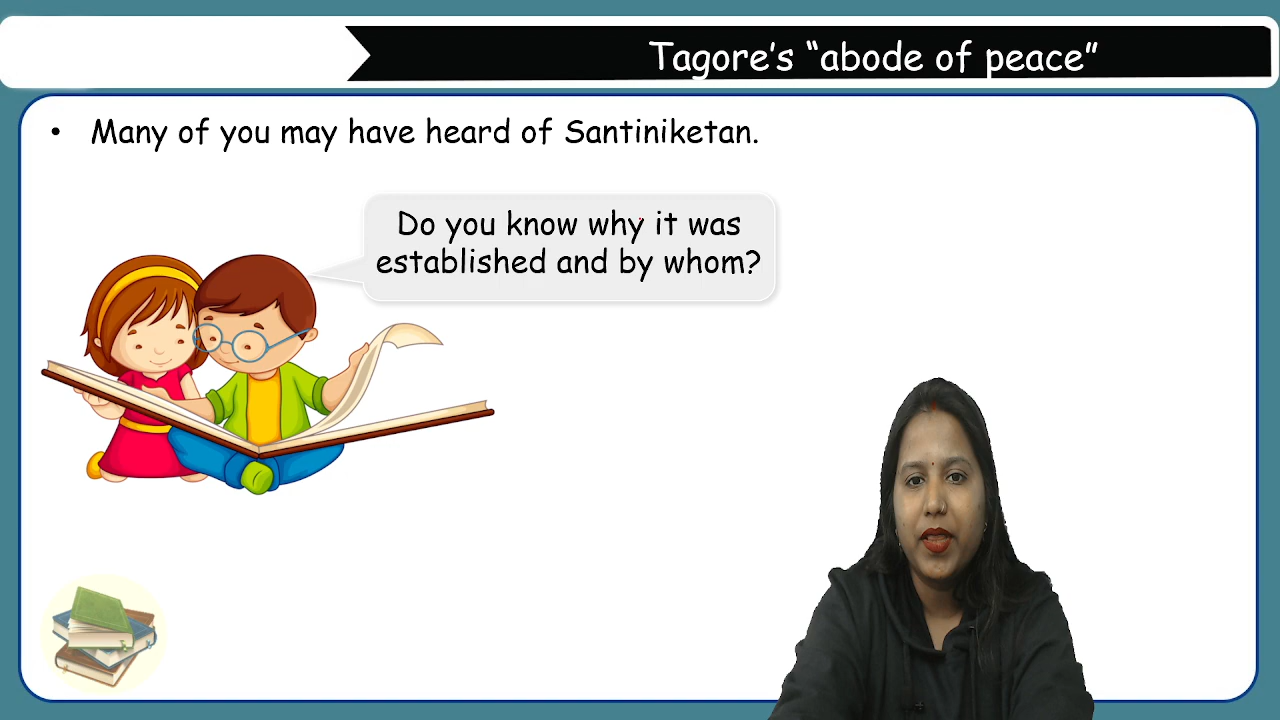 Tagore's “abode of peace”
• Many of you may have heard of Santiniketan.
Do you know why it was
established and by whom?